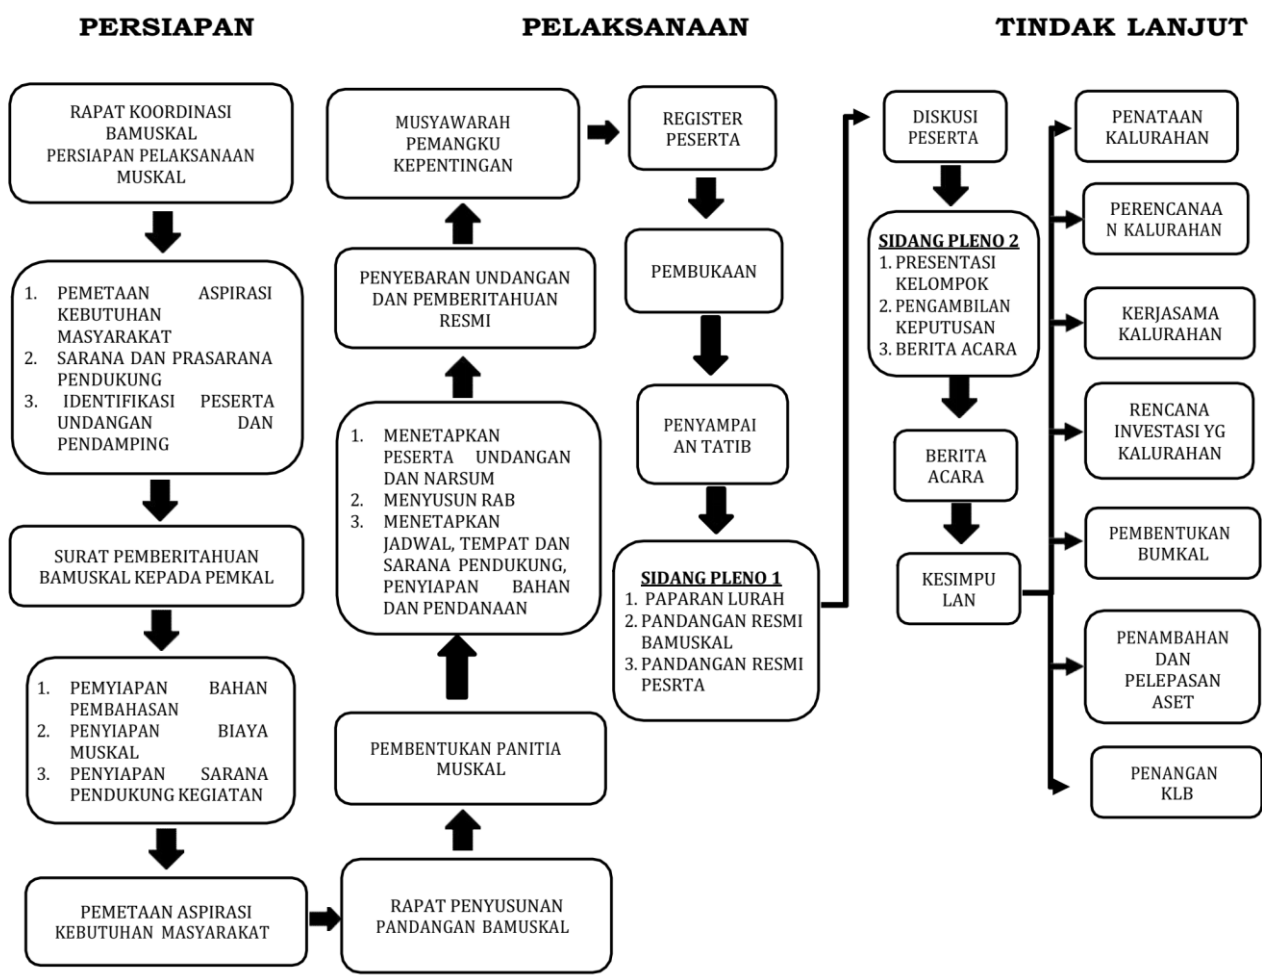 PERSIAPAN
PELAKSANAAN
TINDAK LANJUT
RAPAT KOORDINASI
BAMUSKAL
PERSIAPAN PELAKSANAAN
MUSKAL
1. PEMETAAN ASPIRASI
KEBUTUHAN
MASYARAKAT
2. SARANA DAN PRASARANA
PENDUKUNG
3. IDENTIFIKASI PESERTA
UNDANGAN DAN
PENDAMPING
SURAT PEMBERITAHUAN
BAMUSKAL KEPADA PEMKAL
1. PEMYIAPAN BAHAN
PEMBAHASAN
2. PENYIAPAN BIAYA
MUSKAL
3. PENYIAPAN SARANA
PENDUKUNG KEGIATAN
PEMETAAN ASPIRASI
KEBUTUHAN MASYARAKAT
RAPAT PENYUSUNAN
PANDANGAN BAMUSKAL
PEMBENTUKAN PANITIA
MUSKAL
1. MENETAPKAN
PESERTA UNDANGAN
DAN NARSUM
2. MENYUSUN RAB
3. MENETAPKAN
JADWAL, TEMPAT DAN
SARANA PENDUKUNG,
PENYIAPAN BAHAN
DAN PENDANAAN
PENYEBARAN UNDANGAN
DAN PEMBERITAHUAN
RESMI
MUSYAWARAH
PEMANGKU
KEPENTINGAN
REGISTER
PESERTA
PEMBUKAAN
PENYAMPAI
AN TATIB
SIDANG PLENO 1
1. PAPARAN LURAH
2. PANDANGAN RESMI
BAMUSKAL
3. PANDANGAN RESMI
PESRTA
DISKUSI
PESERTA
SIDANG PLENO 2
1. PRESENTASI
KELOMPOK
2. PENGAMBILAN
KEPUTUSAN
3. BERITA ACARA
BERITA
ACARA
KESIMPU
LAN
PENATAAN
KALURAHAN
PERENCANAA
N KALURAHAN
KERJASAMA
KALURAHAN
RENCANA
INVESTASI YG
KALURAHAN
PEMBENTUKAN
BUMKAL
PENAMBAHAN
DAN
PELEPASAN
ASET
PENANGAN
KLB